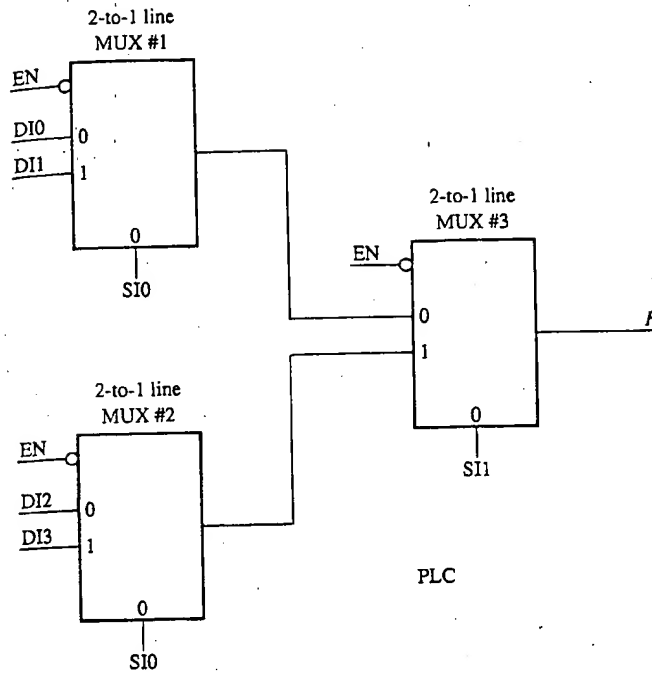 2-to-1 line
MUX #1
EN
DI0
0
DI1
1
0
SI0
2-to-1 line
MUX #3
EN
0
1
F
0
SI1
2-to-1 line
MUX #2
EN
DI2
0
DI3
1
0
SI0
PLC